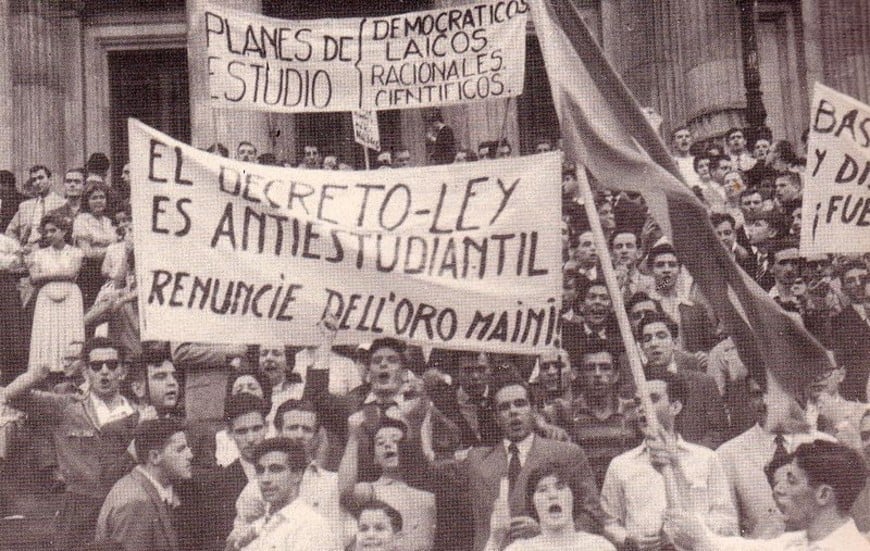 PLANES DE
ESTUDIO
DEMOCRATICOS
LAICOS.
RACIONALES.
CIENTIFICOS.
EL DECRETO-LEY
ES ANTIESTUDIANTIL
RENUNCIE DELL'ORO MAINI!
BAS
Y DI
¡FUE